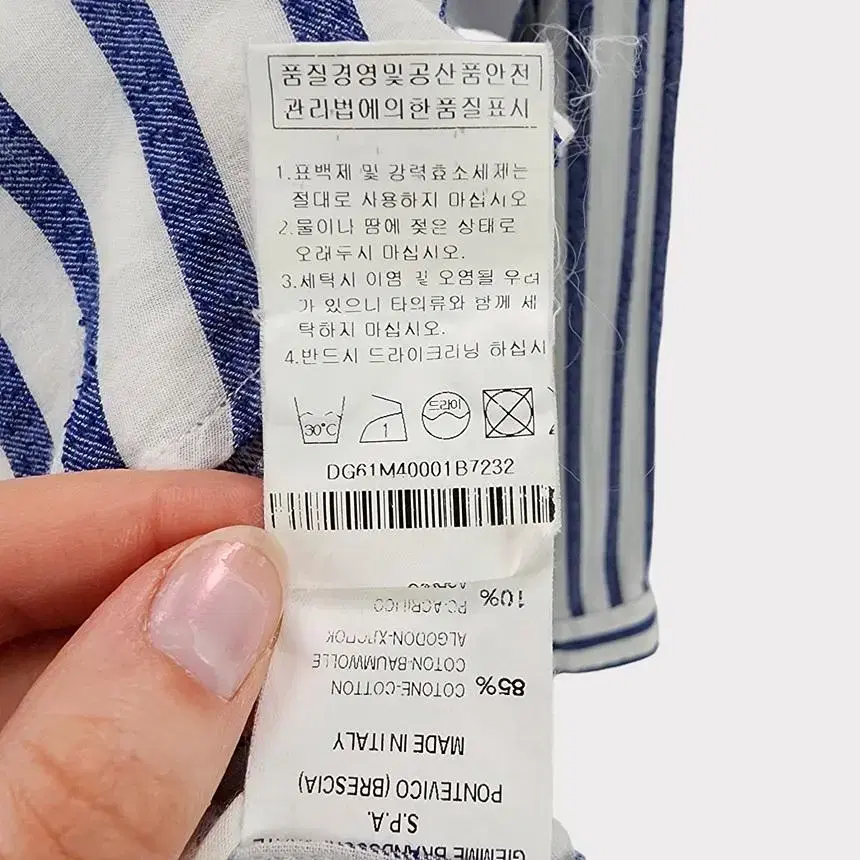 품질경영및공산품안전
관리법에의한품질표시
1.표백제 및 강력효소세제는
절대로 사용하지 마십시오
2.물이나 땀에 젖은 상태로
오래두시 마십시오.
3.세탁시 이염 및 오염될 우려
가 있으니 타의류와 함께 세
탁하지 마십시오.
4.반드시 드라이크리닝 하십시
30°C
1
드라이
DG61M40001B7232
GIEMME BRANDS
S.P.A.
PONTEVICO (BRESCIA)
MADE IN ITALY
85% COTONE-COTTON
COTON-BAUMWOLLE
ALGODON-ХЛОПОК
10% PC-ACRILICO